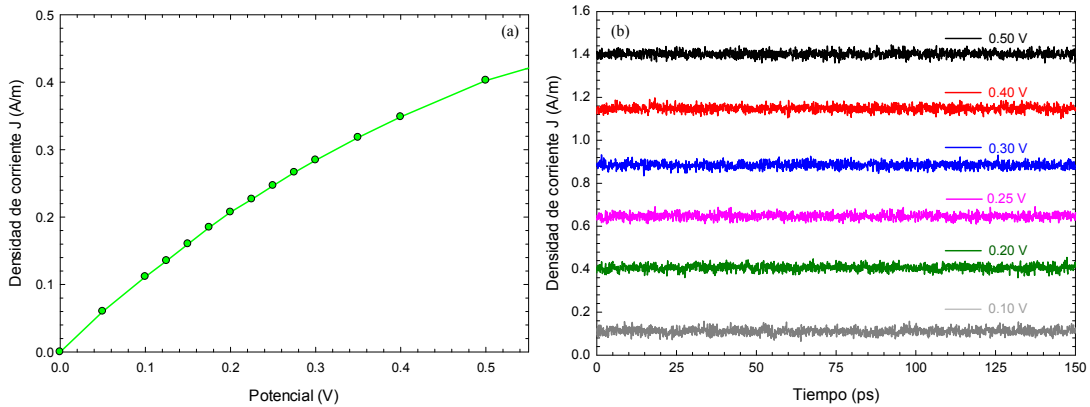 (a)
Densidad de corriente J (A/m)
0.5
0.4
0.3
0.2
0.1
0.0
0.0 0.1 0.2 0.3 0.4 0.5
Potencial (V)
(b)
Densidad de corriente J (A/m)
1.6
1.4
1.2
1.0
0.8
0.6
0.4
0.2
0.0
0.50 V
0.40 V
0.30 V
0.25 V
0.20 V
0.10 V
0 25 50 75 100 125 150
Tiempo (ps)